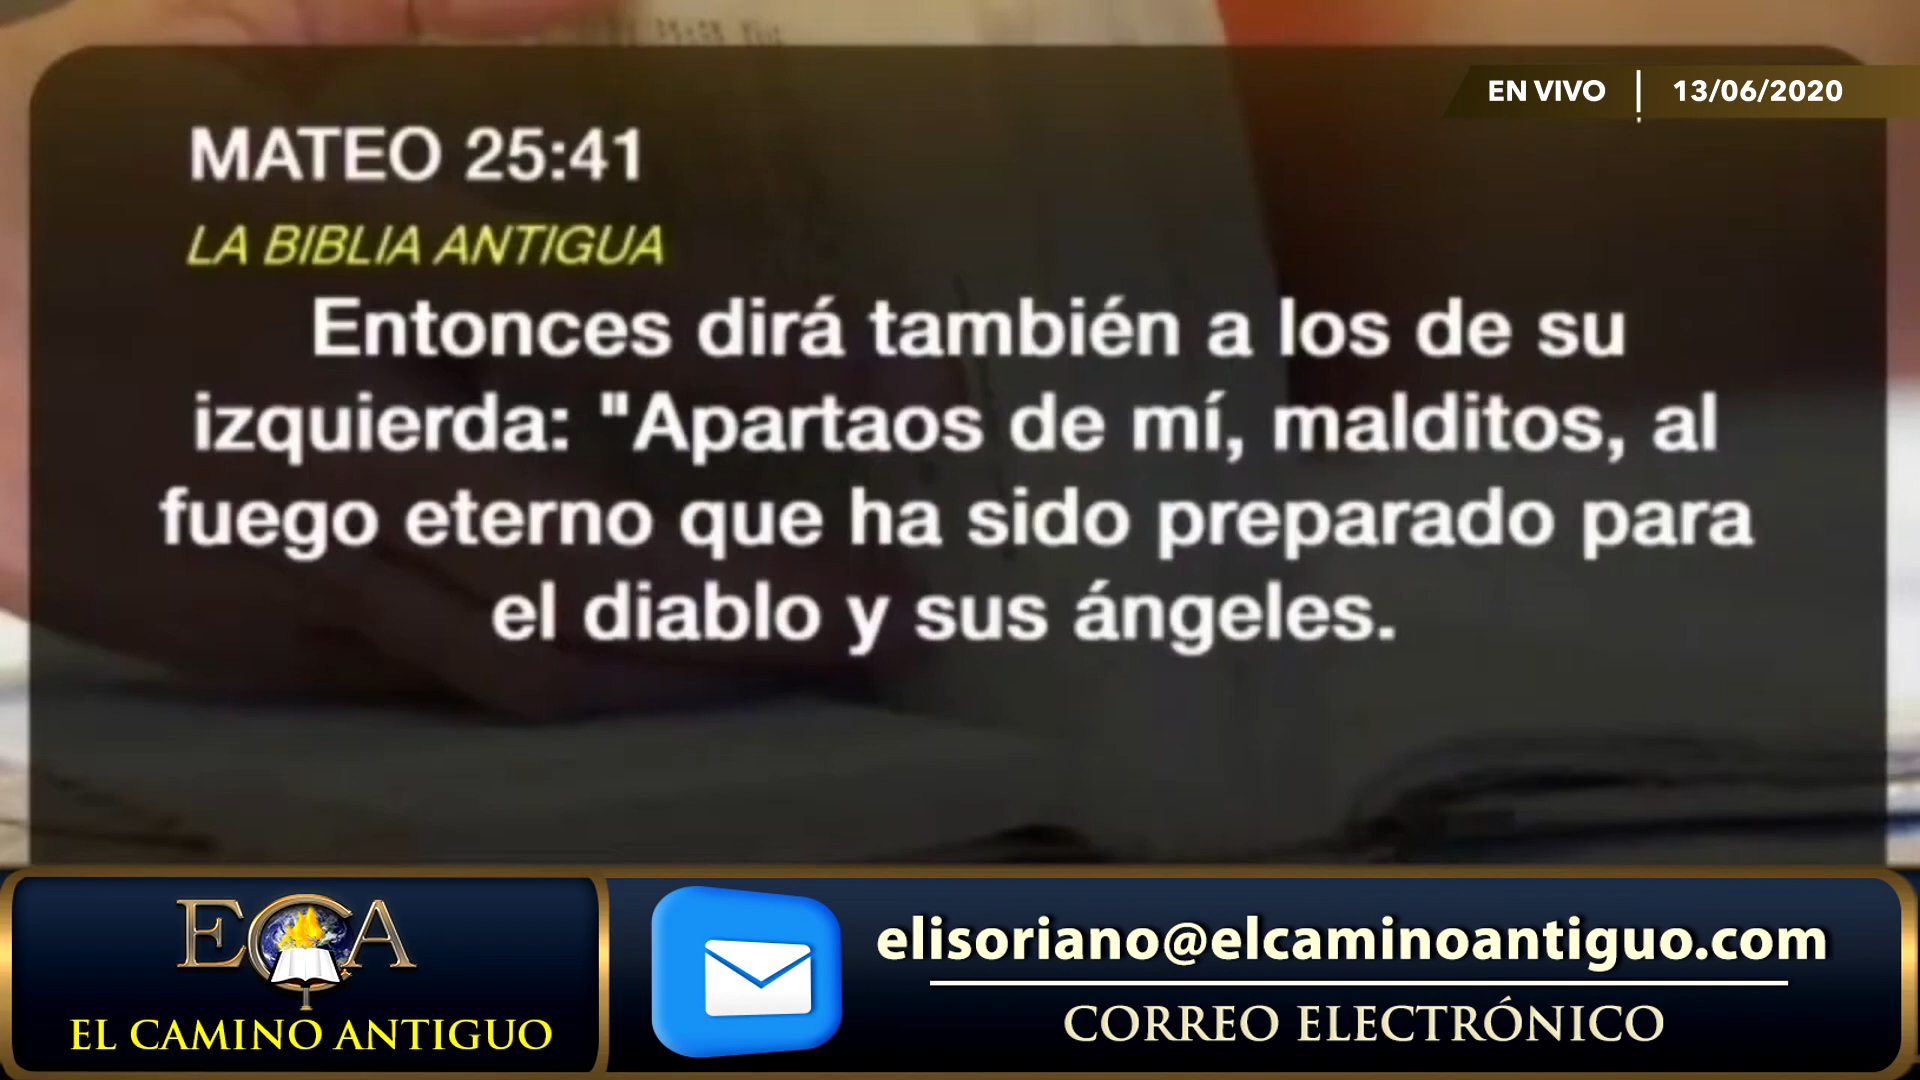 EN VIVO | 13/06/2020
MATEO 25:41
LA BIBLIA ANTIGUA
Entonces dirá también a los de su
izquierda: "Apartaos de mí, malditos, al
fuego eterno que ha sido preparado para
el diablo y sus ángeles.
ECA
EL CAMINO ANTIGUO
elisoriano@elcaminoantiguo.com
CORREO ELECTRÓNICO